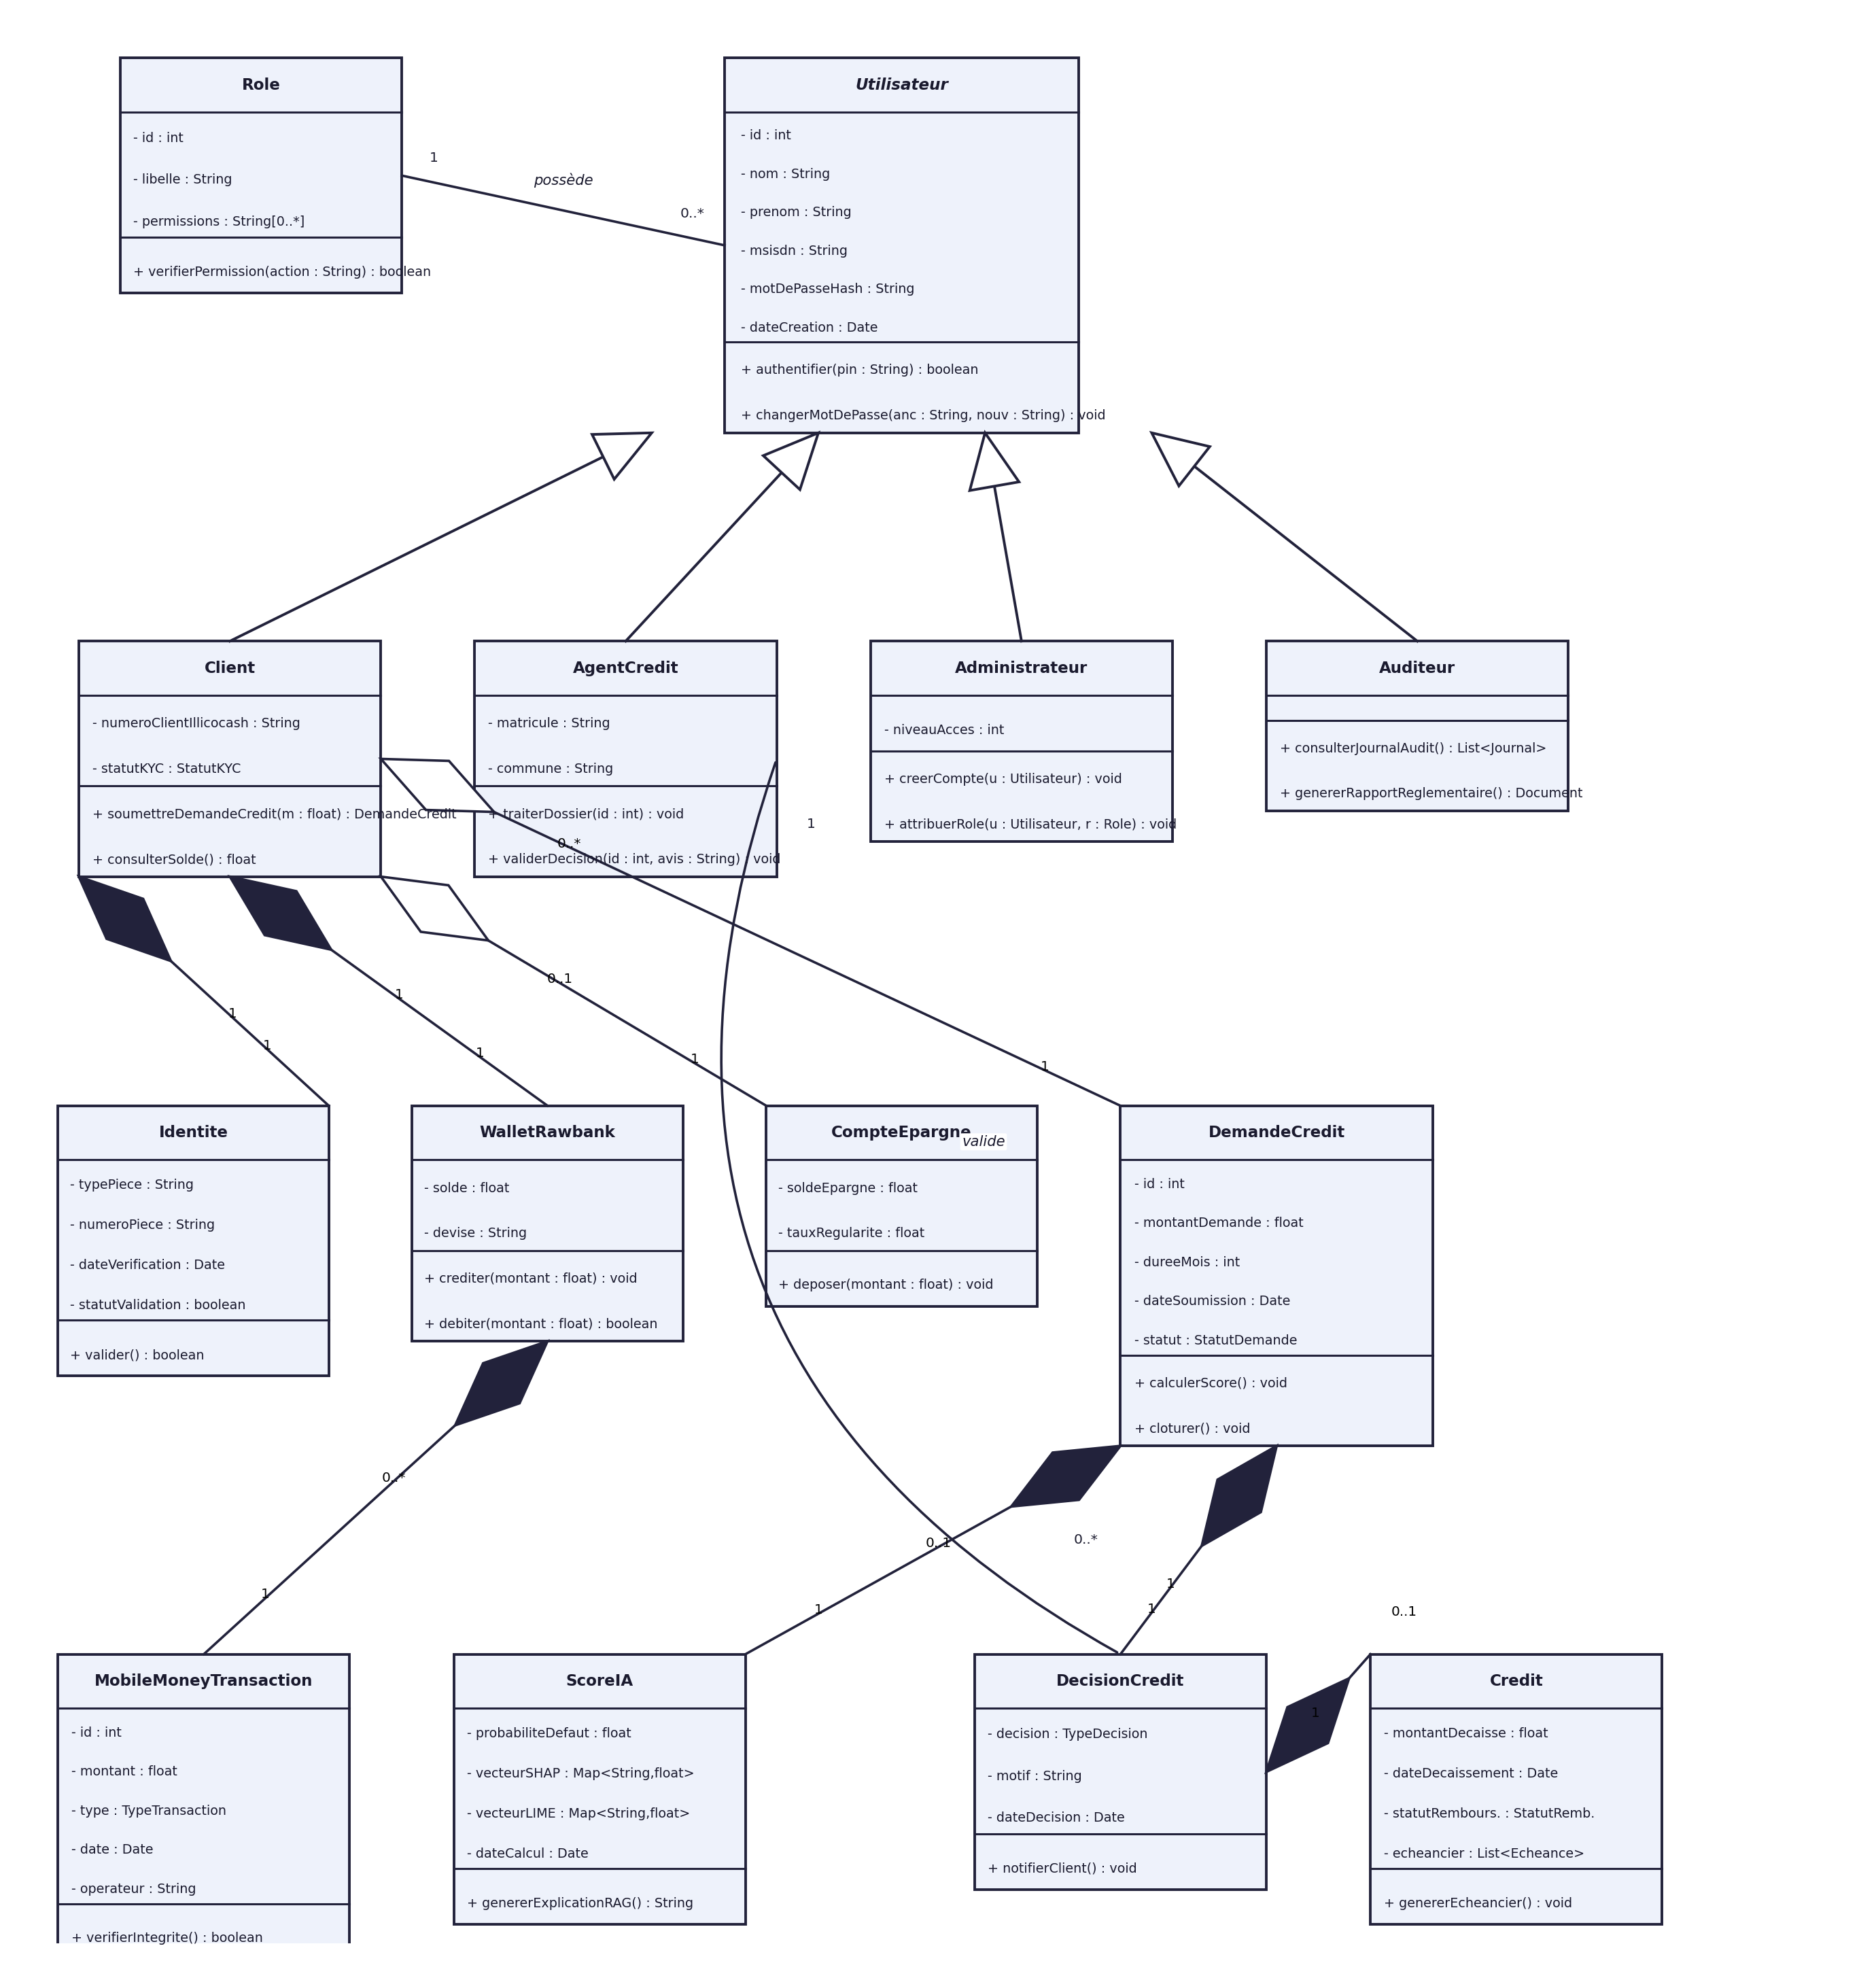 Role
- id : int
- libelle : String
- permissions : String[0..*]
+ verifierPermission(action : String) : boolean
1
possède
0..*
Utilisateur
- id : int
- nom : String
- prenom : String
- msisdn : String
- motDePasseHash : String
- dateCreation : Date
+ authentifier(pin : String) : boolean
+ changerMotDePasse(anc : String, nouv : String) : void
Client
- numeroClientIllicocash : String
- statutKYC : StatutKYC
+ soumettreDemandeCredit(m : float) : DemandeCredit
+ consulterSolde() : float
AgentCredit
- matricule : String
- commune : String
+ traiterDossier(id : int) : void
+ validerDecision(id : int, avis : String) : void
Administrateur
- niveauAcces : int
+ creerCompte(u : Utilisateur) : void
+ attribuerRole(u : Utilisateur, r : Role) : void
Auditeur
+ consulterJournalAudit() : List<Journal>
+ genererRapportReglementaire() : Document
1
0..*
0..1
1
1
1
1
1
1
Identite
- typePiece : String
- numeroPiece : String
- dateVerification : Date
- statutValidation : boolean
+ valider() : boolean
WalletRawbank
- solde : float
- devise : String
+ crediter(montant : float) : void
+ debiter(montant : float) : boolean
CompteEpargne
valide
- soldeEpargne : float
- tauxRegularite : float
+ deposer(montant : float) : void
DemandeCredit
- id : int
- montantDemande : float
- dureeMois : int
- dateSoumission : Date
- statut : StatutDemande
+ calculerScore() : void
+ cloturer() : void
0..*
0..1
0..*
1
1
1
1
0..1
MobileMoneyTransaction
- id : int
- montant : float
- type : TypeTransaction
- date : Date
- operateur : String
+ verifierIntegrite() : boolean
ScoreIA
- probabiliteDefaut : float
- vecteurSHAP : Map<String,float>
- vecteurLIME : Map<String,float>
- dateCalcul : Date
+ genererExplicationRAG() : String
DecisionCredit
- decision : TypeDecision
- motif : String
- dateDecision : Date
+ notifierClient() : void
1
Credit
- montantDecaisse : float
- dateDecaissement : Date
- statutRembours. : StatutRemb.
- echeancier : List<Echeance>
+ genererEcheancier() : void